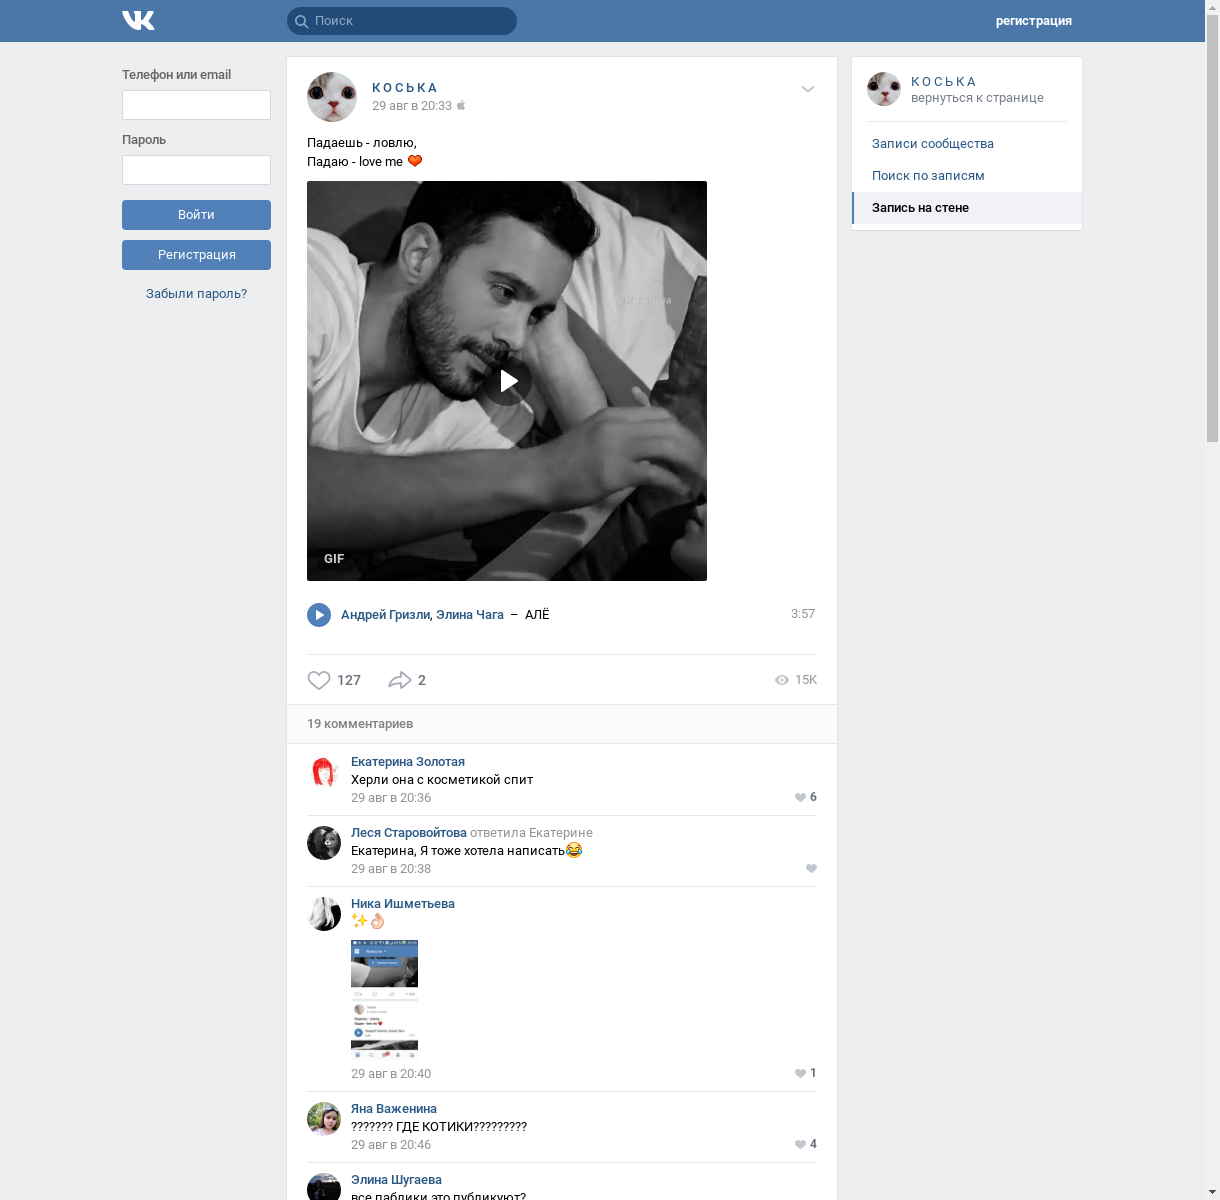 Поиск
регистрация
Телефон или email
Пароль
Войти
Регистрация
Забыли пароль?
КОСЬКА
29 авг в 20:33
Падаешь - ловлю,
Падаю - love me
GIF
Андрей Гризли, Элина Чага – АЛЁ
3:57
127
2
15K
19 комментариев
Екатерина Золотая
Херли она с косметикой спит
29 авг в 20:36
6
Леся Старовойтова ответила Екатерине
Екатерина, Я тоже хотела написать😂
29 авг в 20:38
Ника Ишметьева
✨👌🏻
29 авг в 20:40
1
Яна Важенина
??????? ГДЕ КОТИКИ?????????
29 авг в 20:46
4
Элина Шугаева
все паблики это публикуют?
КОСЬКА
вернуться к странице
Записи сообщества
Поиск по записям
Запись на стене